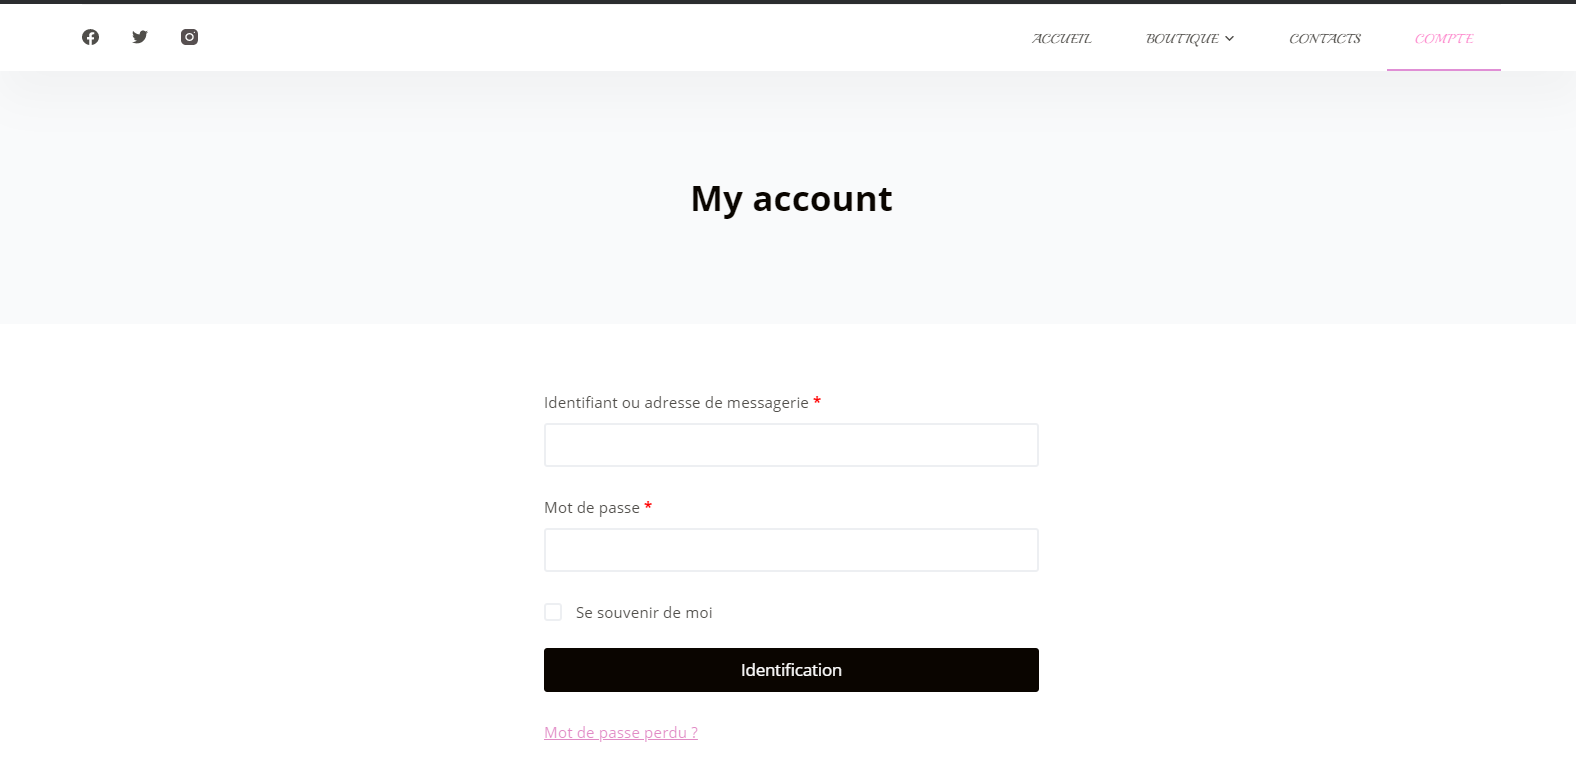 ACCUEIL BOUTIQUE CONTACTS COMPTE
My account
Identifiant ou adresse de messagerie *
Mot de passe *
Se souvenir de moi
Identification
Mot de passe perdu ?